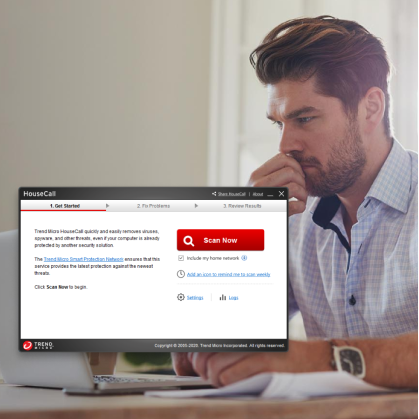 HouseCall
Share HouseCall | About
1. Get Started
2. Fix Problems
3. Review Results
Trend Micro HouseCall quickly and easily removes viruses,
spyware, and other threats, even if your computer is already
protected by another security solution.
The Trend Micro Smart Protection Network ensures that this
service provides the latest protection against the newest
threats.
Click Scan Now to begin.
Scan Now
Include my home network
Add an icon to remind me to scan weekly
Settings
Logs
TREND
MICRO
Copyright © 2005-2020. Trend Micro Incorporated. All rights reserved.